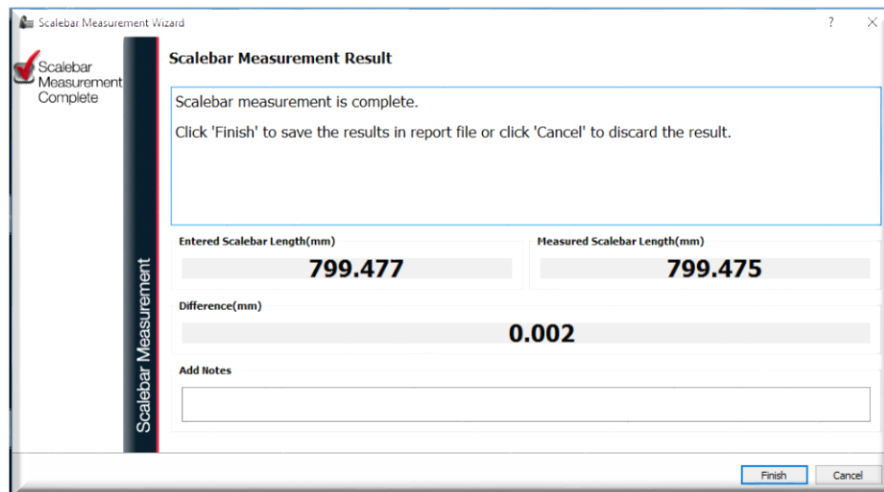 Scalebar Measurement Wizard
?
Scalebar
Measurement
Complete
Scalebar Measurement
Scalebar Measurement Result
Scalebar measurement is complete.
Click 'Finish' to save the results in report file or click 'Cancel' to discard the result.
Entered Scalebar Length(mm)
799.477
Measured Scalebar Length(mm)
799.475
Difference(mm)
0.002
Add Notes
Finish
Cancel